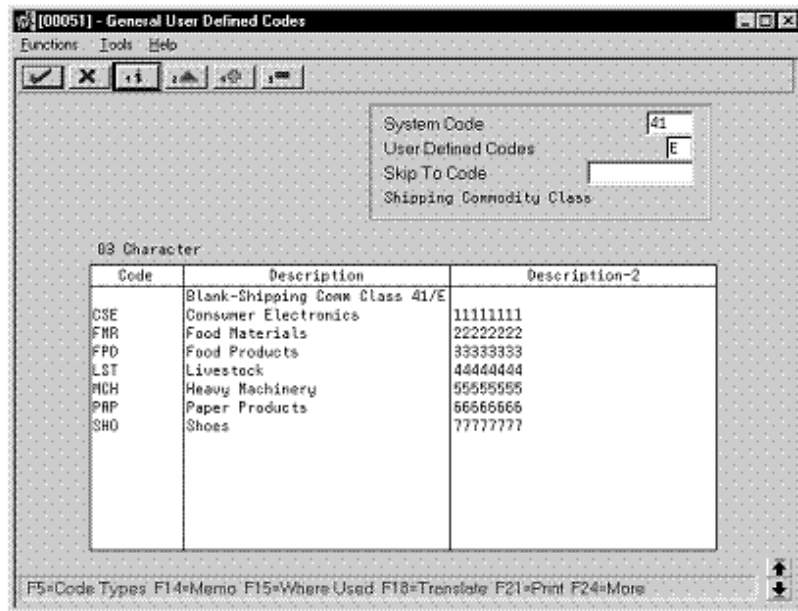 [00051] - General User Defined Codes
Functions Tools Help
System Code 41
User Defined Codes E
Skip To Code
Shipping Commodity Class
03 Character
Code Description Description-2
Blank-Shipping Comm Class 41/E
CSE Consumer Electronics 11111111
FMR Food Materials 22222222
FPD Food Products 33333333
LST Livestock 44444444
MCH Heavy Machinery 55555555
PAP Paper Products 66666666
SHO Shoes 77777777
F5=Code Types F14=Memo F15=Where Used F18=Translate F21=Print F24=More